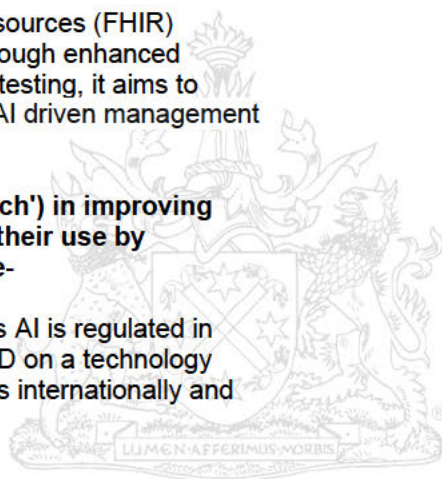 sources (FHIR)
ough enhanced
testing, it aims to
AI driven management
ch') in improving
their use by
e-
s AI is regulated in
D on a technology
s internationally and
LUMEN AFFERIMUS MORBIS